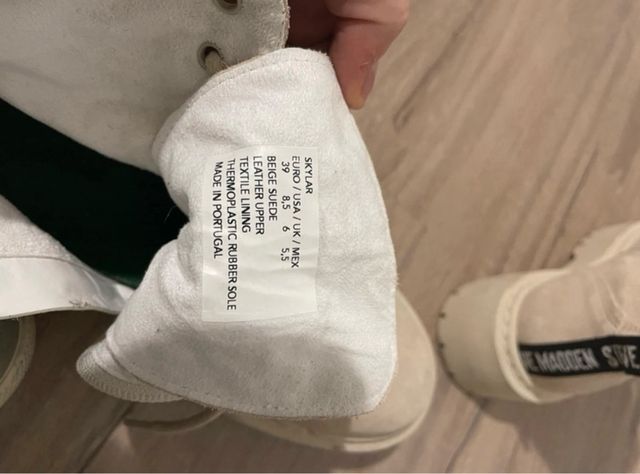 SKYLAR
EURO / USA / UK / MEX
39 8,5 6 5,5
BEIGE SUEDE
LEATHER UPPER
TEXTILE LINING
THERMOPLASTIC RUBBER SOLE
MADE IN PORTUGAL
MADDEN